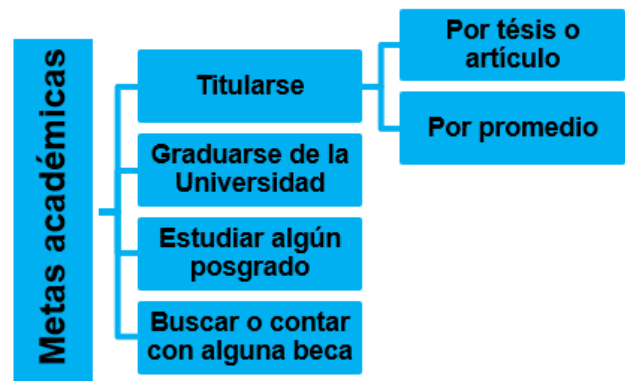 Metas académicas
Titularse
Por tésis o
artículo
Por promedio
Graduarse de la
Universidad
Estudiar algún
posgrado
Buscar o contar
con alguna beca